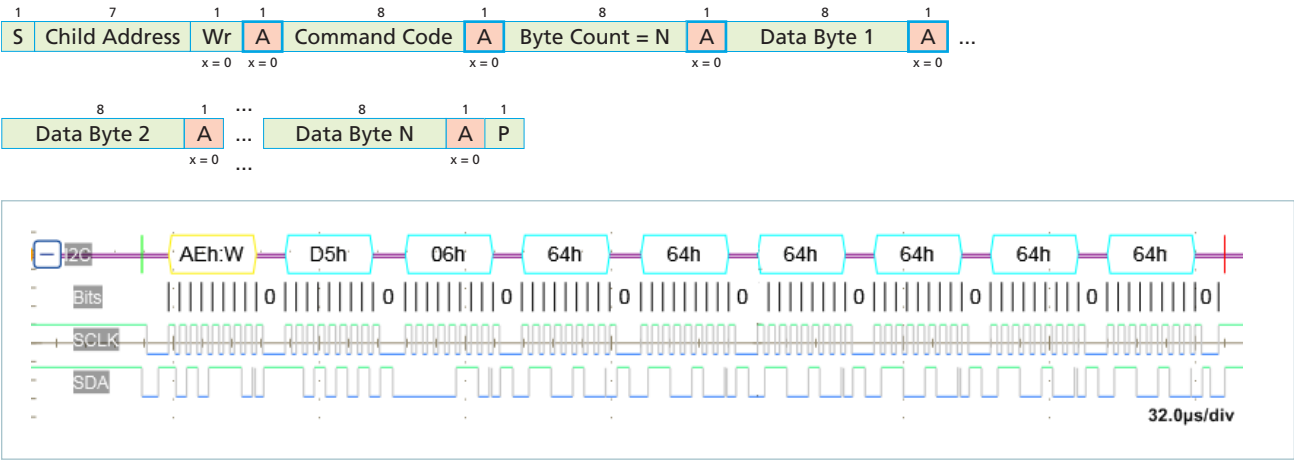 1 7 1 1 8 1 8 1 8 1
S Child Address Wr A Command Code A Byte Count = N A Data Byte 1 A ...
x = 0 x = 0 x = 0 x = 0 x = 0
8 1 ... 8 1 1
Data Byte 2 A ... Data Byte N A P
x = 0 ... x = 0
I2C AEh:W D5h 06h 64h 64h 64h 64h 64h 64h
Bits 0 0 0 0 0 0 0 0 0
SCLK
SDA
32.0µs/div